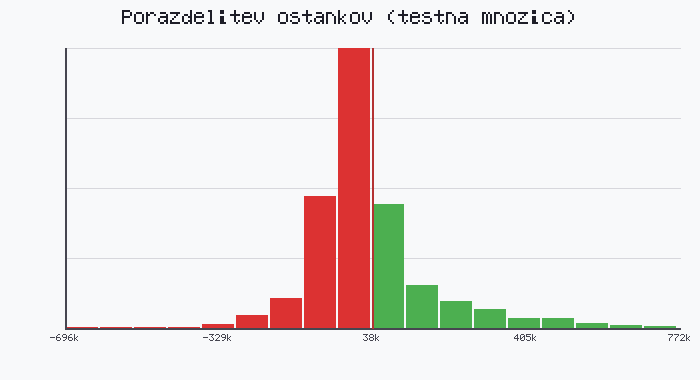 Porazdelitev ostankov (testna mnozica)
-696k -329k 38k 405k 772k